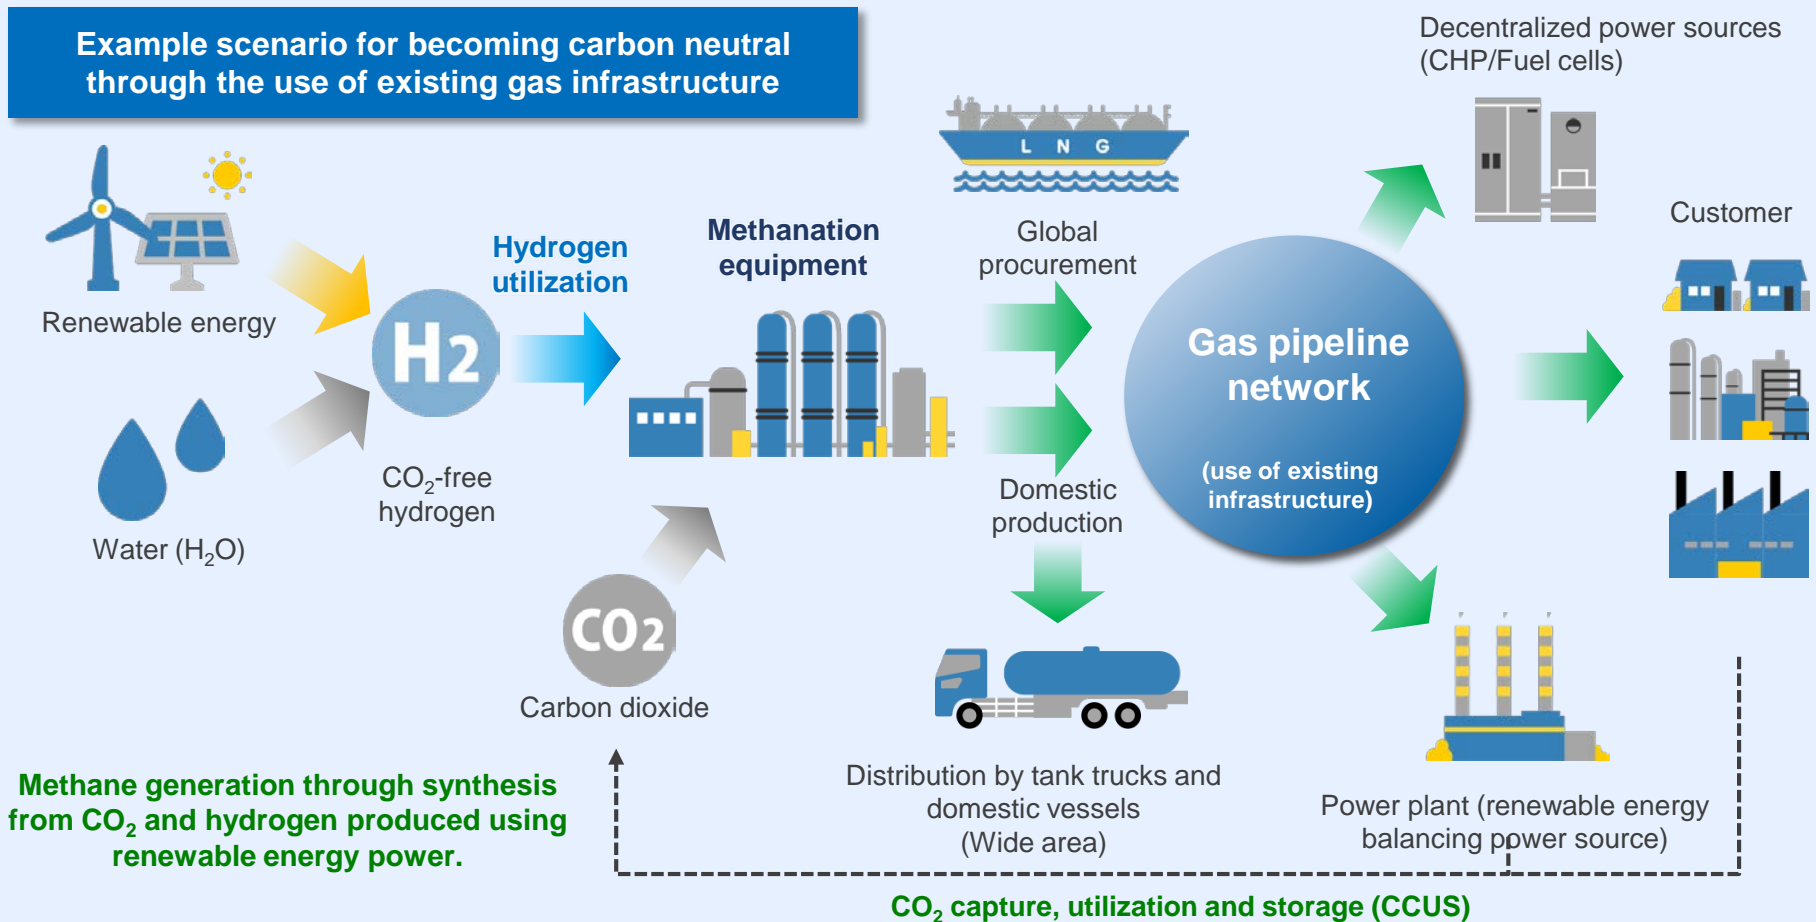 Example scenario for becoming carbon neutral
through the use of existing gas infrastructure
Decentralized power sources
(CHP/Fuel cells)
L N G
Customer
Global
procurement
Methanation
equipment
Hydrogen
utilization
Renewable energy
H2
Gas pipeline
network
(use of existing
infrastructure)
CO₂-free
hydrogen
Domestic
production
Water (H₂O)
CO2
Carbon dioxide
Distribution by tank trucks and
domestic vessels
(Wide area)
Power plant (renewable energy
balancing power source)
Methane generation through synthesis
from CO₂ and hydrogen produced using
renewable energy power.
CO₂ capture, utilization and storage (CCUS)